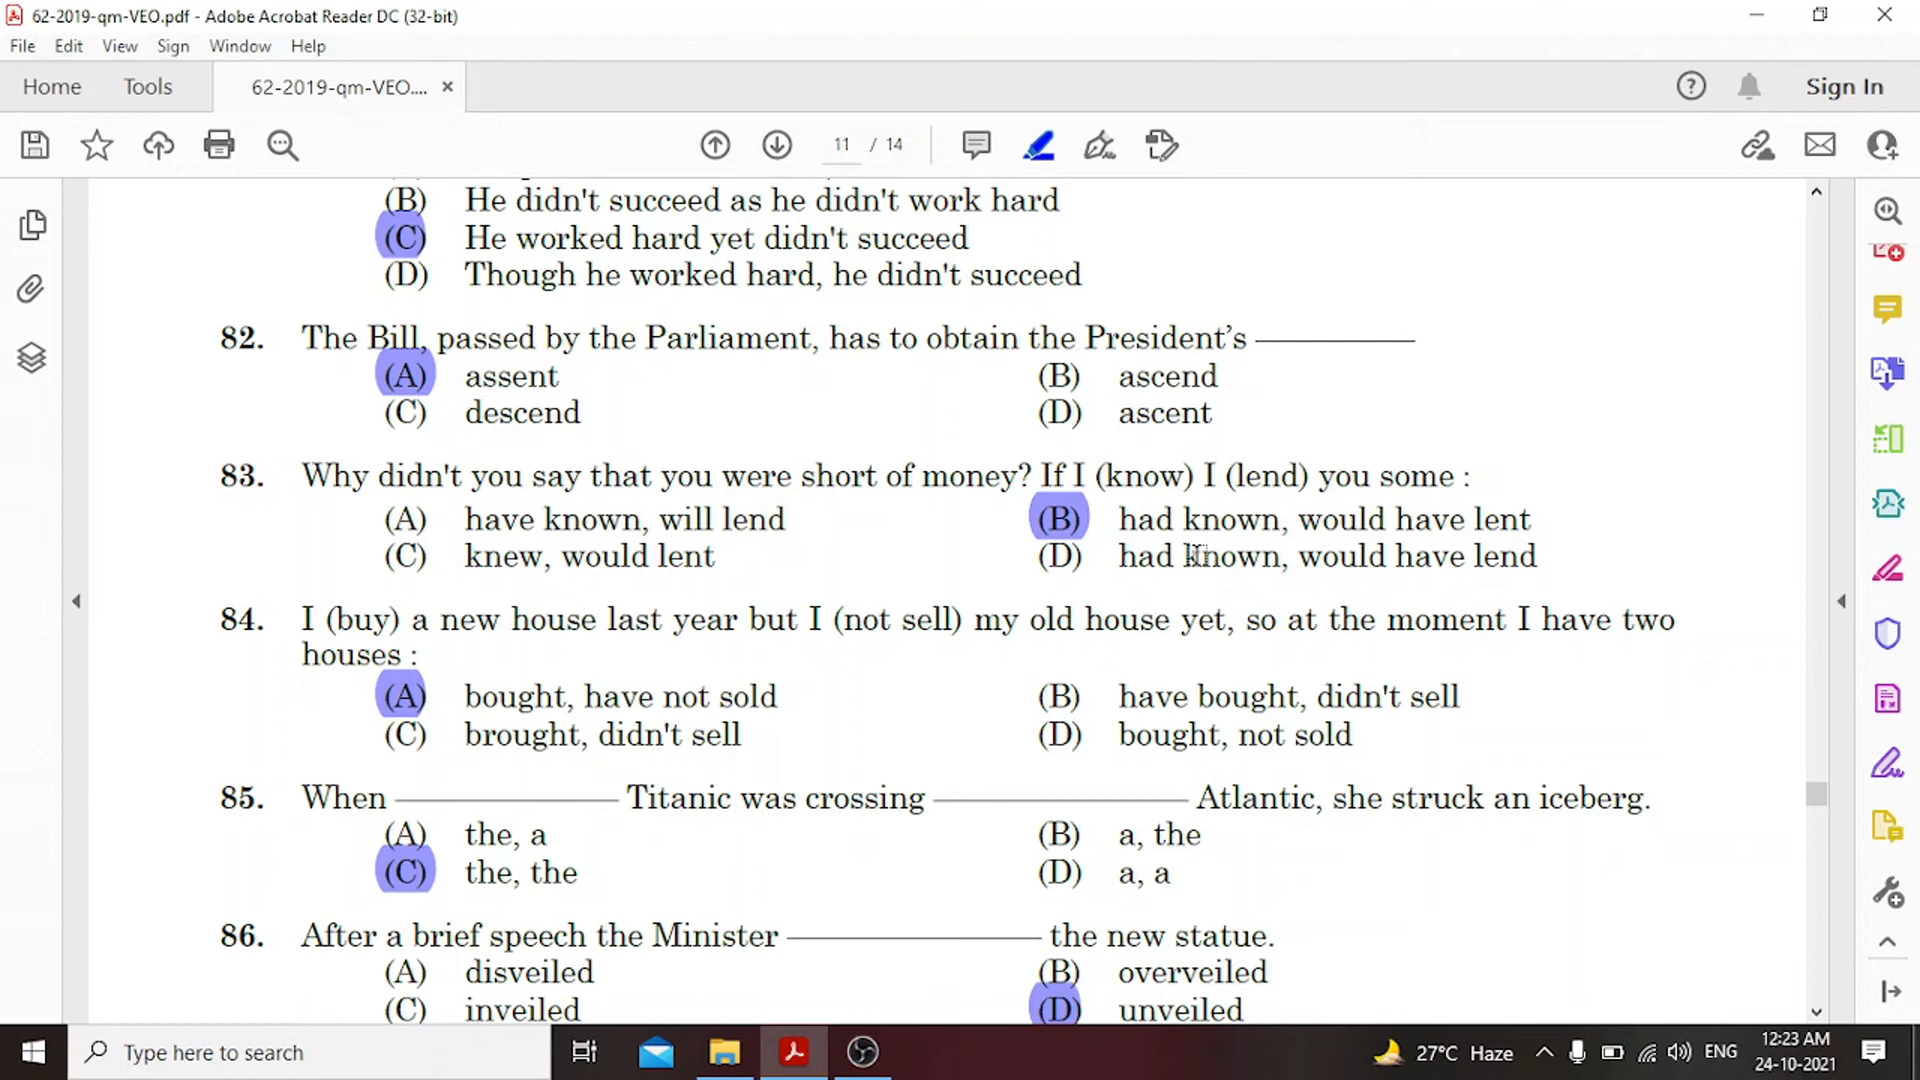 62-2019-qm-VEO.pdf - Adobe Acrobat Reader DC (32-bit)
File Edit View Sign Window Help
Home Tools 62-2019-qm-VEO.... × Sign In
11 / 14
(B) He didn't succeed as he didn't work hard
(C) He worked hard yet didn't succeed
(D) Though he worked hard, he didn't succeed
82. The Bill, passed by the Parliament, has to obtain the President's
(A) assent (B) ascend
(C) descend (D) ascent
83. Why didn't you say that you were short of money? If I (know) I (lend) you some :
(A) have known, will lend (B) had known, would have lent
(C) knew, would lent (D) had known, would have lend
84. I (buy) a new house last year but I (not sell) my old house yet, so at the moment I have two
houses :
(A) bought, have not sold (B) have bought, didn't sell
(C) brought, didn't sell (D) bought, not sold
85. When Titanic was crossing Atlantic, she struck an iceberg.
(A) the, a (B) a, the
(C) the, the (D) a, a
86. After a brief speech the Minister the new statue.
(A) disveiled (B) overveiled
(C) inveiled (D) unveiled
Type here to search 27°C Haze ENG 12:23 AM
24-10-2021